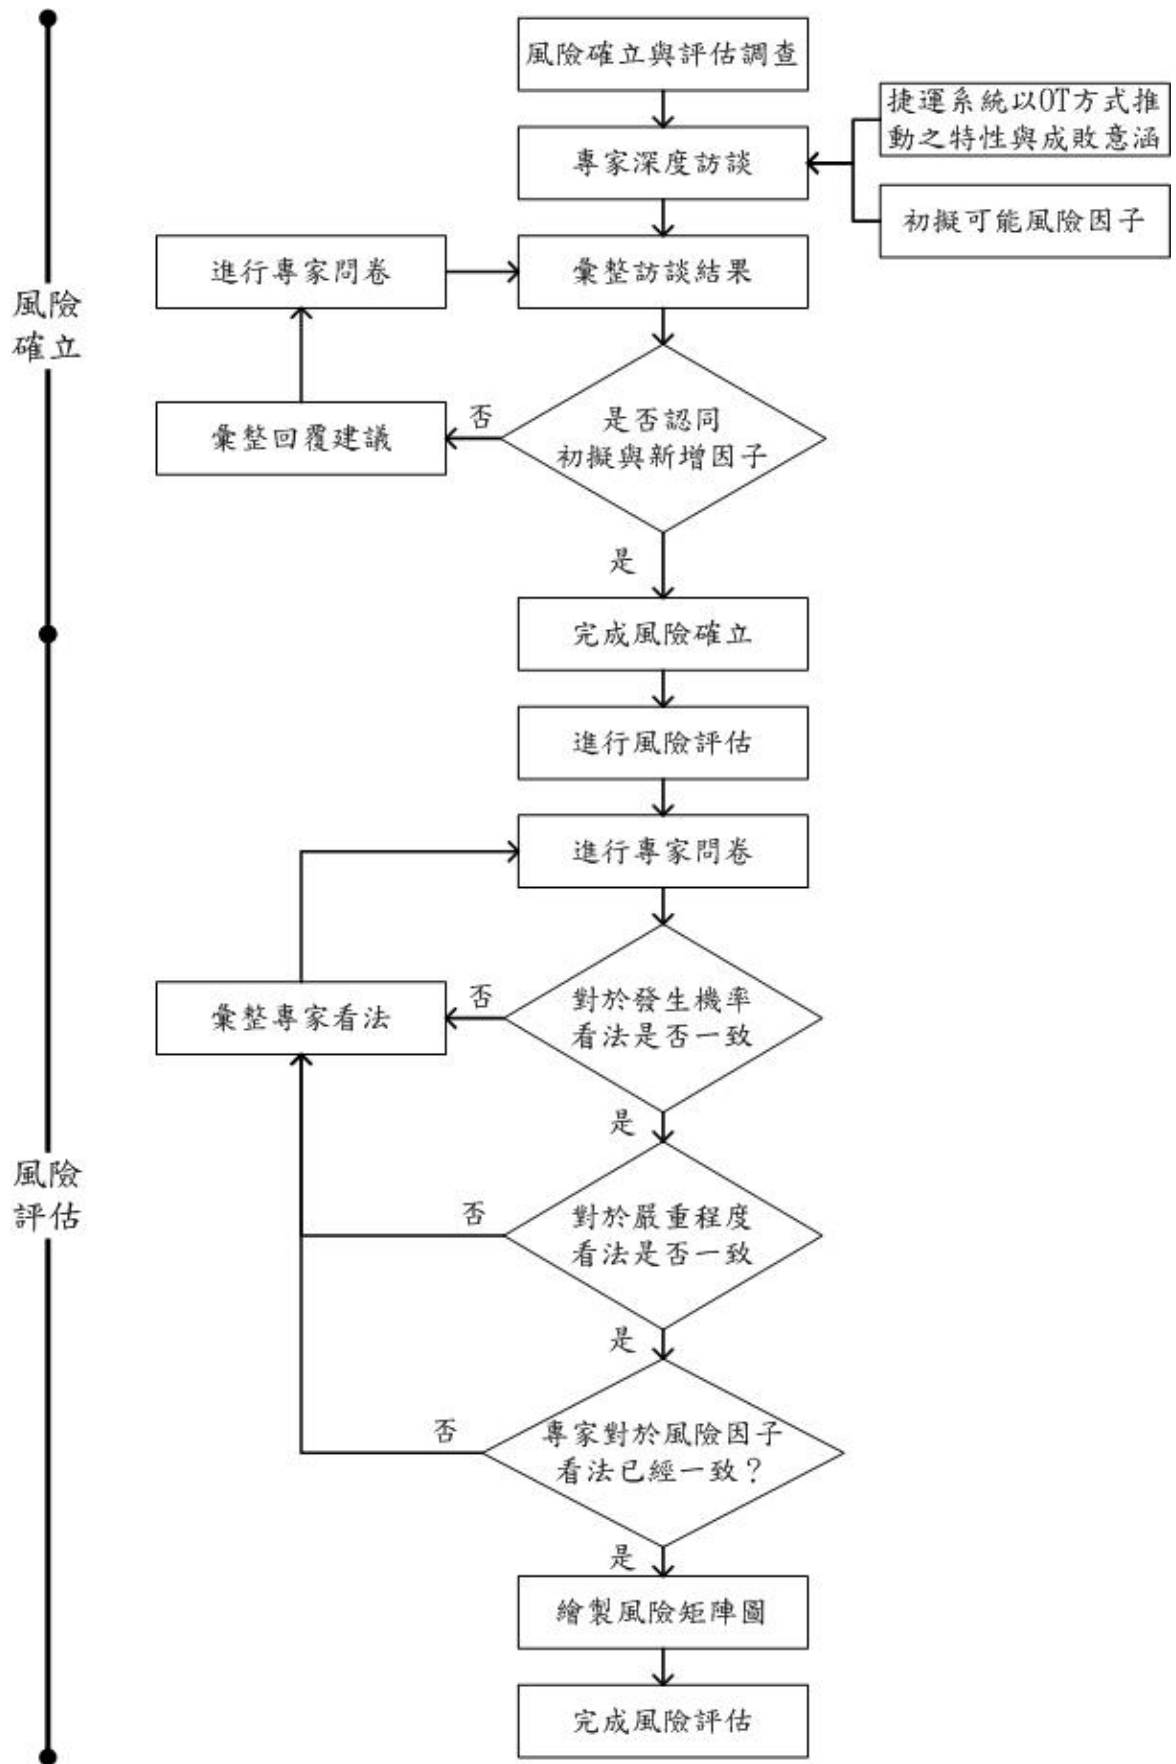 風險確立與評估調查
捷運系統以OT方式推
動之特性與成敗意涵
專家深度訪談
初擬可能風險因子
進行專家問卷
彙整訪談結果
風險
確立
彙整回覆建議
否
是否認同
初擬與新增因子
是
完成風險確立
進行風險評估
進行專家問卷
彙整專家看法
否
對於發生機率
看法是否一致
是
風險
評估
否
對於嚴重程度
看法是否一致
是
否
專家對於風險因子
看法已經一致？
是
繪製風險矩陣圖
完成風險評估